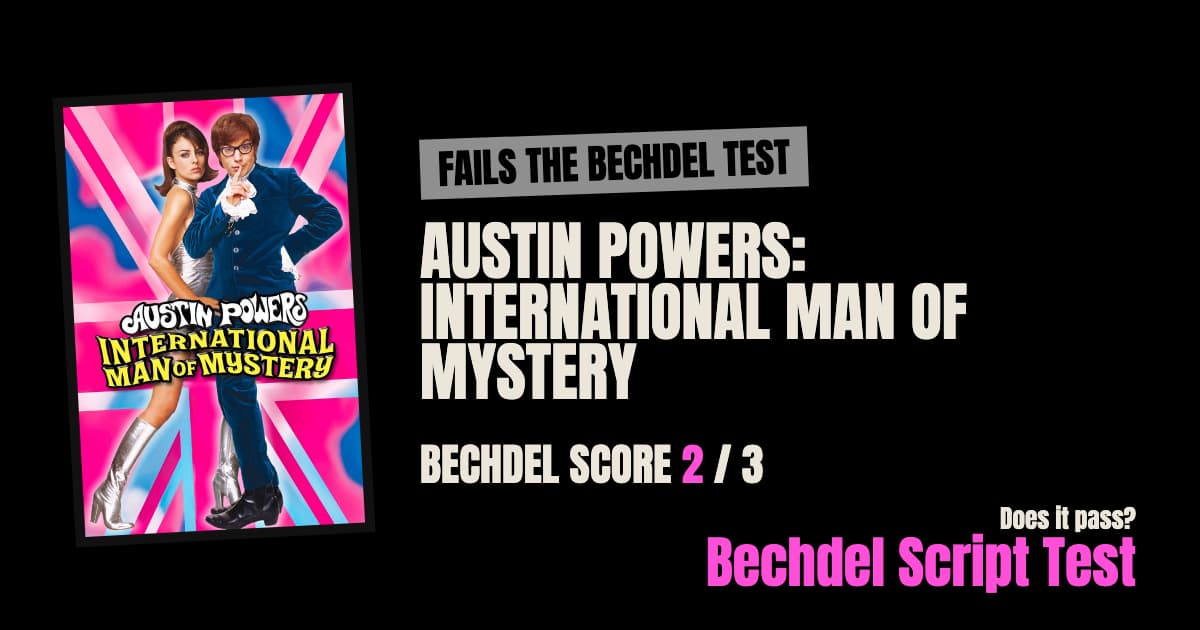 AUSTIN POWERS
INTERNATIONAL
MAN OF MYSTERY
FAILS THE BECHDEL TEST
AUSTIN POWERS:
INTERNATIONAL MAN OF
MYSTERY
BECHDEL SCORE 2 / 3
Does it pass?
Bechdel Script Test